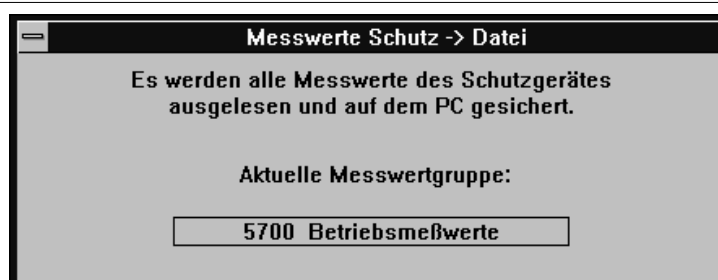 Messwerte Schutz -> Datei
Es werden alle Messwerte des Schutzgerätes
ausgelesen und auf dem PC gesichert.
Aktuelle Messwertgruppe:
5700 Betriebsmeßwerte